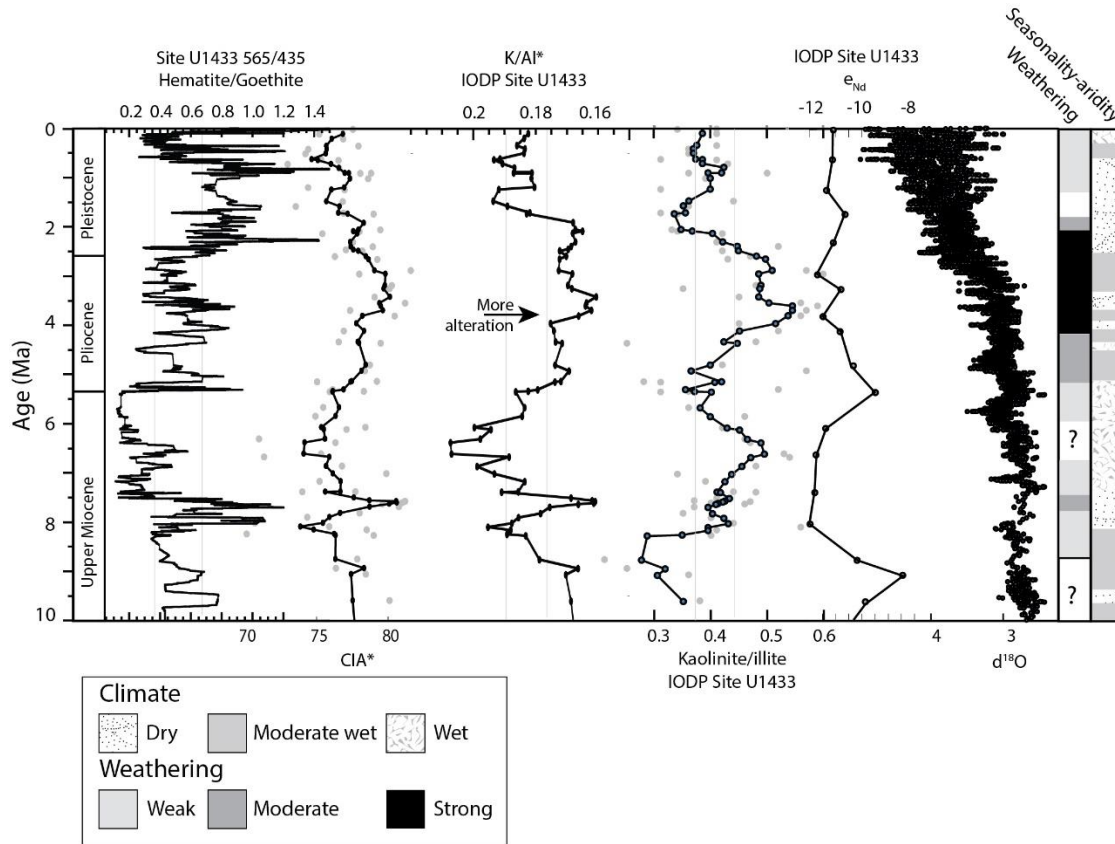 Site U1433 565/435
Hematite/Goethite
0.2 0.4 0.6 0.8 1.0 1.2 1.4
K/Al*
IODP Site U1433
0.2 0.18 0.16
IODP Site U1433
eNd
-12 -10 -8
Seasonality-aridity
Weathering
Age (Ma)
0
2
4
6
8
10
Pleistocene
Pliocene
Upper Miocene
More
alteration
?
?
70 75 80
CIA*
0.3 0.4 0.5 0.6
Kaolinite/illite
IODP Site U1433
4 3
d18O
Climate
Dry Moderate wet Wet
Weathering
Weak Moderate Strong